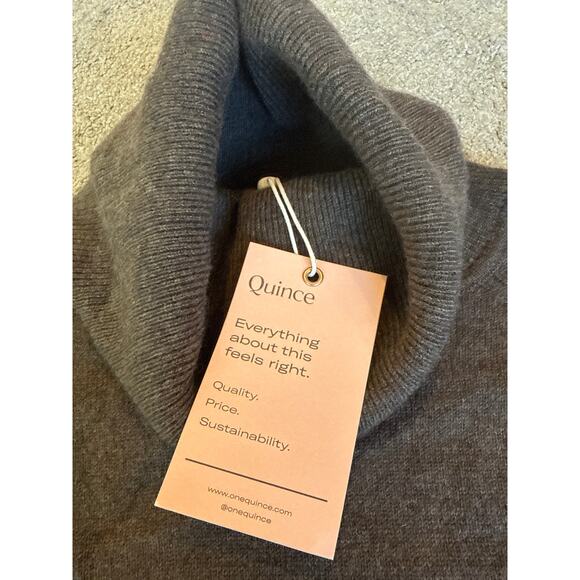 Quince
Everything
about this
feels right.
Quality.
Price.
Sustainability.
www.onequince.com
@onequince